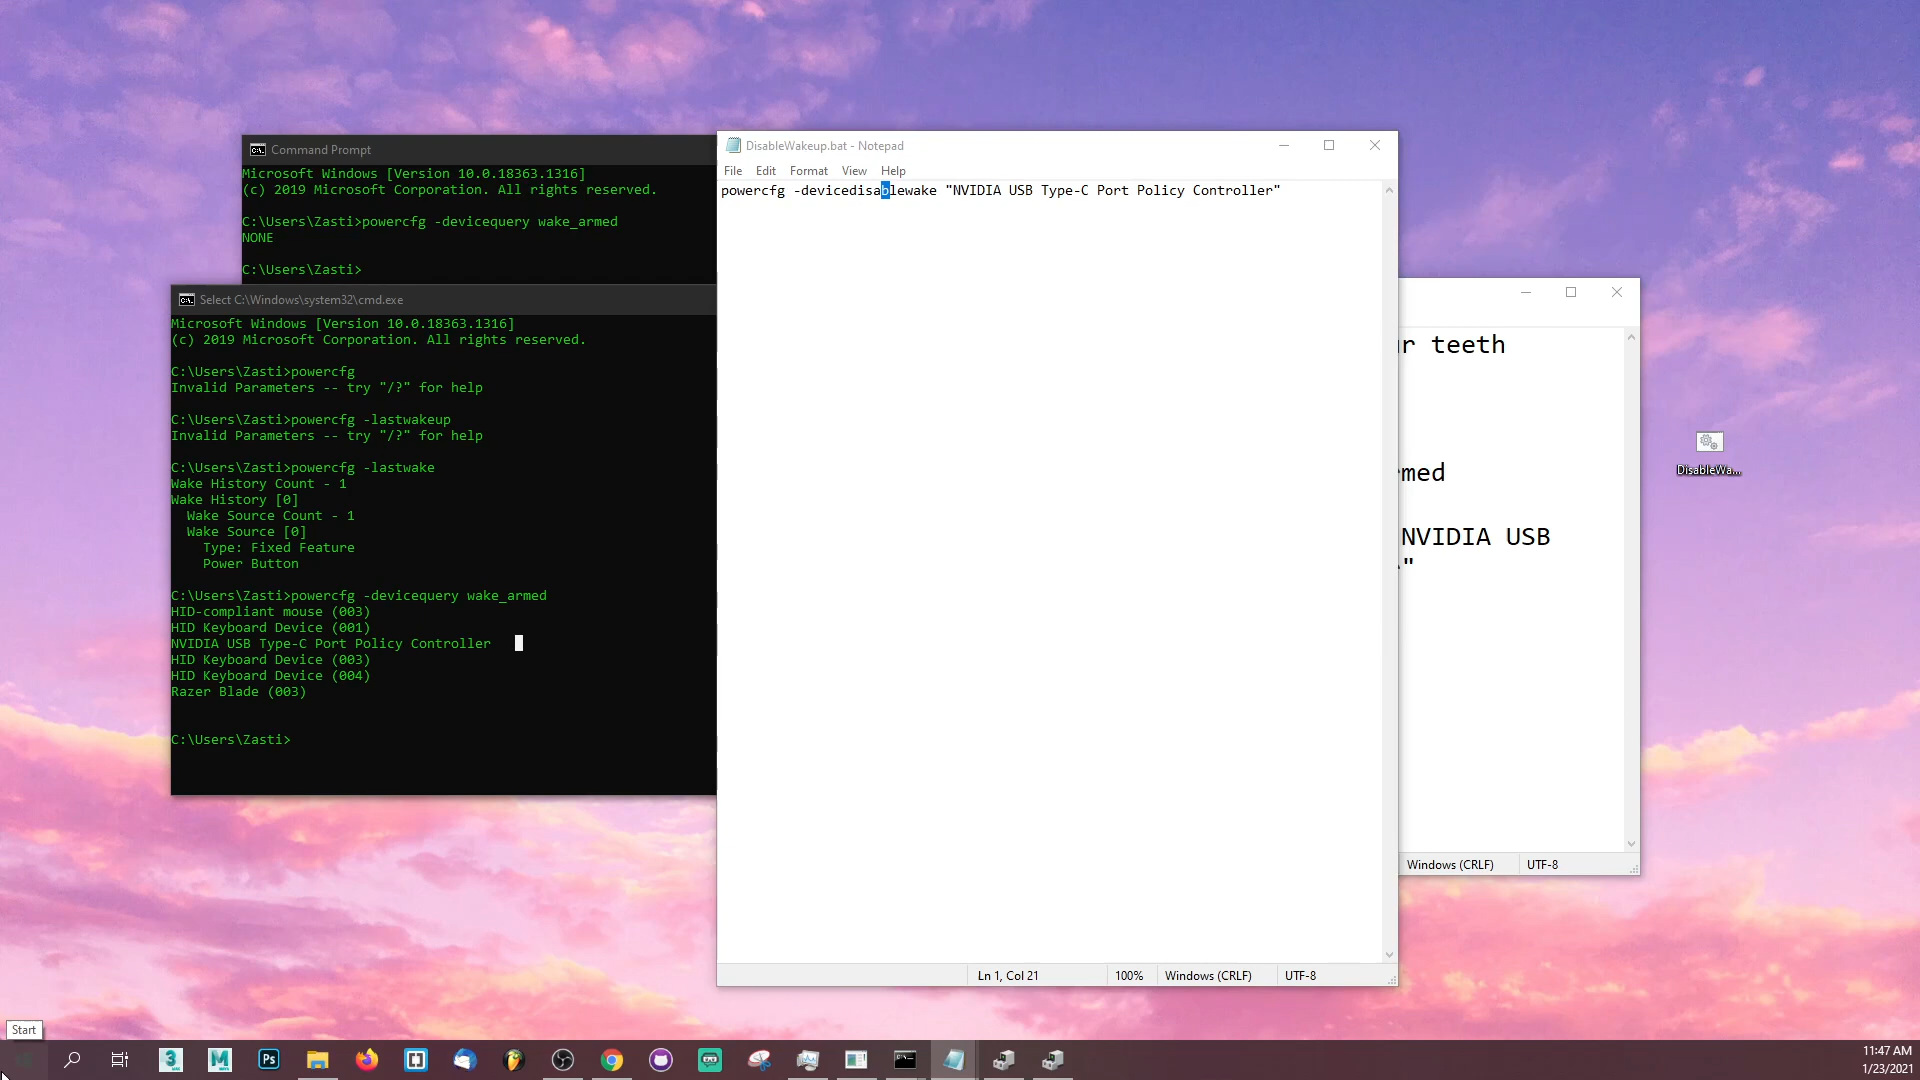 Command Prompt
Microsoft Windows [Version 10.0.18363.1316]
(c) 2019 Microsoft Corporation. All rights reserved.
C:\Users\Zasti>powercfg -devicequery wake_armed
NONE
C:\Users\Zasti>
Select C:\Windows\system32\cmd.exe
Microsoft Windows [Version 10.0.18363.1316]
(c) 2019 Microsoft Corporation. All rights reserved.
C:\Users\Zasti>powercfg
Invalid Parameters -- try "/?" for help
C:\Users\Zasti>powercfg -lastwakeup
Invalid Parameters -- try "/?" for help
C:\Users\Zasti>powercfg -lastwake
Wake History Count - 1
Wake History [0]
Wake Source Count - 1
Wake Source [0]
Type: Fixed Feature
Power Button
C:\Users\Zasti>powercfg -devicequery wake_armed
HID-compliant mouse (003)
HID Keyboard Device (001)
NVIDIA USB Type-C Port Policy Controller
HID Keyboard Device (003)
HID Keyboard Device (004)
Razer Blade (003)
C:\Users\Zasti>
DisableWakeup.bat - Notepad
File Edit Format View Help
powercfg -devicedisablewake "NVIDIA USB Type-C Port Policy Controller"
Ln 1, Col 21 100% Windows (CRLF) UTF-8
r teeth
med
NVIDIA USB
"
Windows (CRLF) UTF-8
DisableWa...
Start
3
M
Ps
11:47 AM
1/23/2021